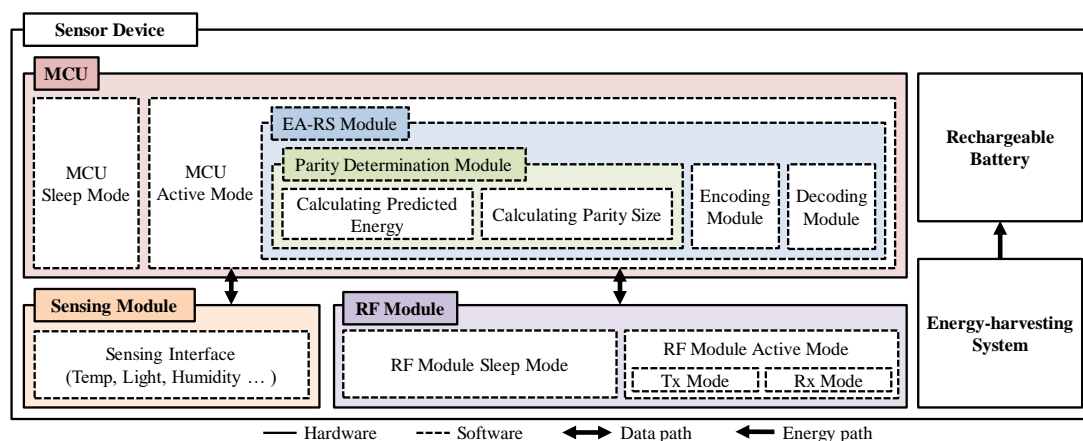 Sensor Device
MCU
MCU
Sleep Mode
MCU
Active Mode
EA-RS Module
Parity Determination Module
Calculating Predicted
Energy
Calculating Parity Size
Encoding
Module
Decoding
Module
Rechargeable
Battery
Sensing Module
Sensing Interface
(Temp, Light, Humidity … )
RF Module
RF Module Sleep Mode
RF Module Active Mode
Tx Mode
Rx Mode
Energy-harvesting
System
Hardware
Software
Data path
Energy path